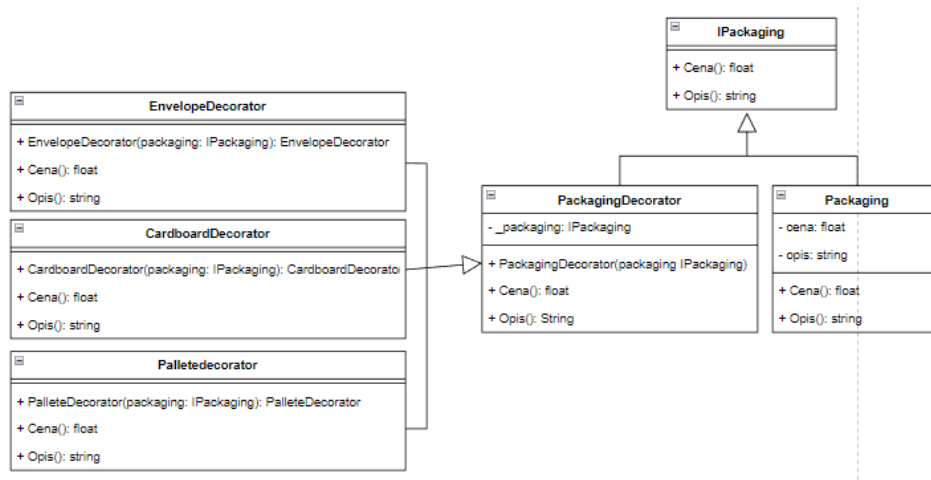 IPackaging
+ Cena(): float
+ Opis(): string
EnvelopeDecorator
+ EnvelopeDecorator(packaging: IPackaging): EnvelopeDecorator
+ Cena(): float
+ Opis(): string
CardboardDecorator
+ CardboardDecorator(packaging: IPackaging): CardboardDecorato
+ Cena(): float
+ Opis(): string
Palletedecorator
+ PalleteDecorator(packaging: IPackaging): PalleteDecorator
+ Cena(): float
+ Opis(): string
PackagingDecorator
- _packaging: IPackaging
+ PackagingDecorator(packaging IPackaging)
+ Cena(): float
+ Opis(): String
Packaging
- cena: float
- opis: string
+ Cena(): float
+ Opis(): string